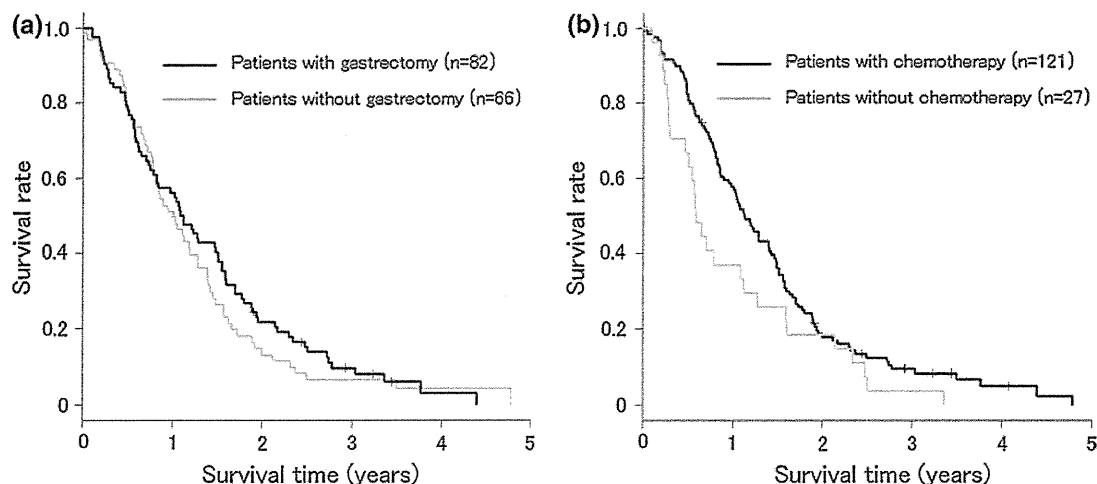 (a)
1.0
0.8
0.6
0.4
0.2
0
Survival rate
Patients with gastrectomy (n=82)
Patients without gastrectomy (n=66)
0 1 2 3 4 5
Survival time (years)
(b)
1.0
0.8
0.6
0.4
0.2
0
Survival rate
Patients with chemotherapy (n=121)
Patients without chemotherapy (n=27)
0 1 2 3 4 5
Survival time (years)